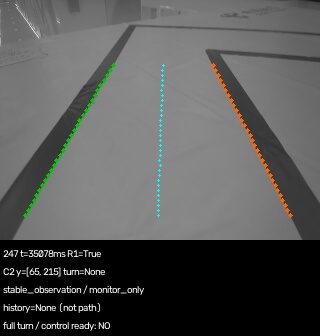 247 t=35078ms R1=True
C2 y=[65, 215] turn=None
stable_observation / monitor_only
history=None (not path)
full turn / control ready: NO